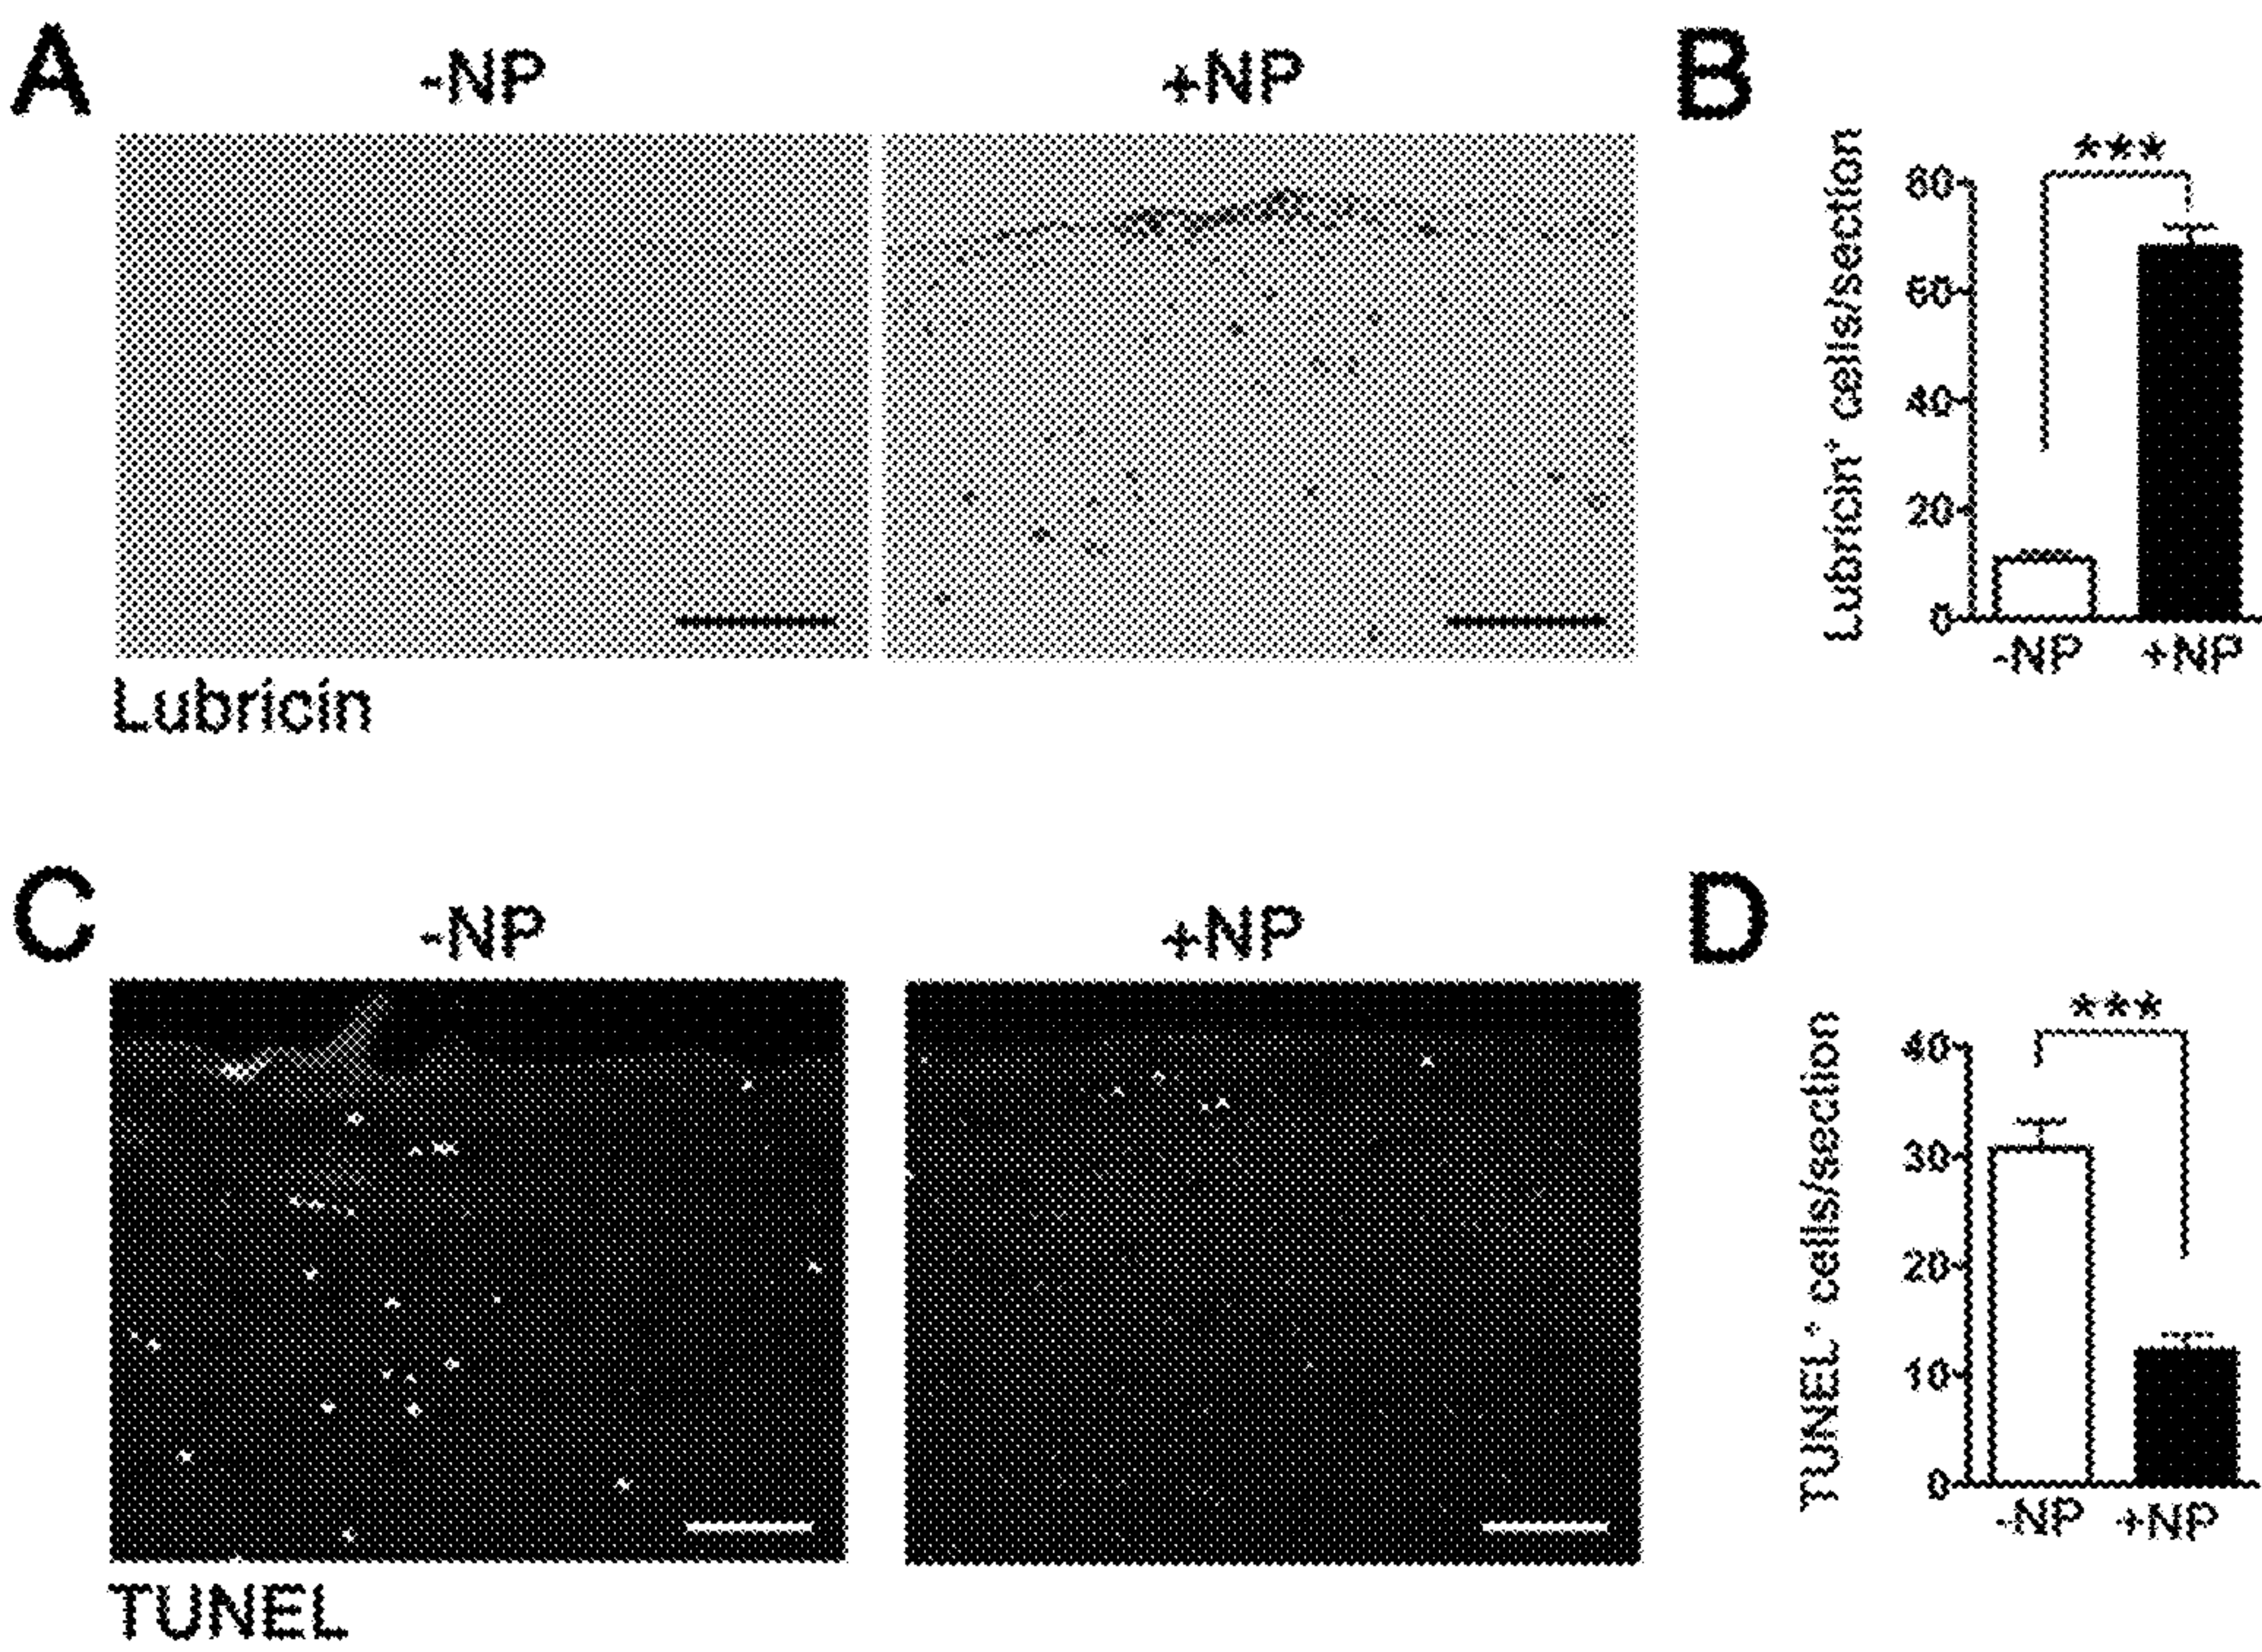 A
-NP
+NP
Lubricin
B
Lubricin⁺ cells/section
***
80
60
40
20
0
-NP
+NP
C
-NP
+NP
TUNEL
D
TUNEL⁺ cells/section
***
40
30
20
10
0
-NP
+NP